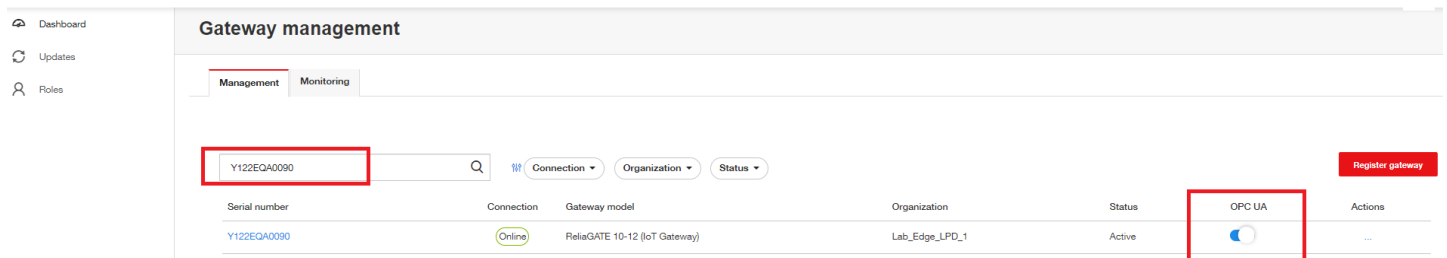 Dashboard
Updates
Roles
Gateway management
Management Monitoring
Y122EQA0090 Connection Organization Status Register gateway
Serial number Connection Gateway model Organization Status OPC UA Actions
Y122EQA0090 Online ReliaGATE 10-12 (IoT Gateway) Lab_Edge_LPD_1 Active ...